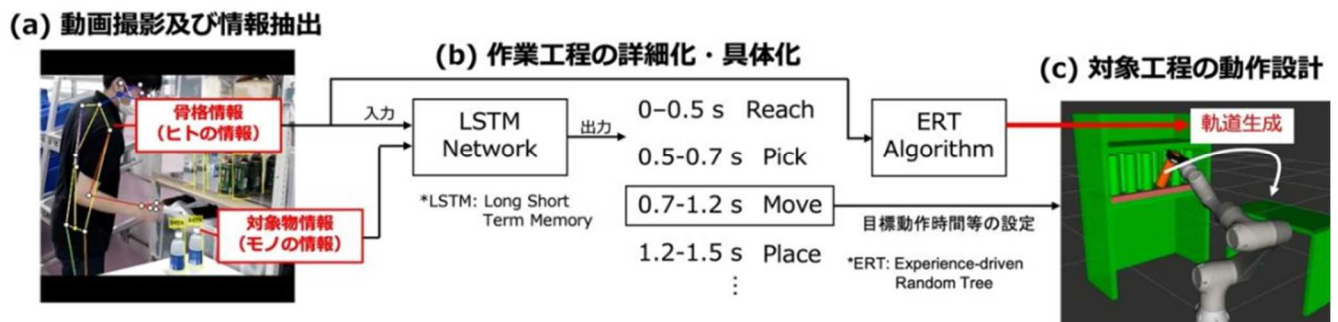 (a) 動画撮影及び情報抽出
骨格情報
（ヒトの情報）
対象物情報
（モノの情報）
(b) 作業工程の詳細化・具体化
入力
LSTM
Network
*LSTM: Long Short
Term Memory
出力
0–0.5 s Reach
0.5-0.7 s Pick
0.7-1.2 s Move
1.2-1.5 s Place
⋮
ERT
Algorithm
目標動作時間等の設定
*ERT: Experience-driven
Random Tree
(c) 対象工程の動作設計
軌道生成